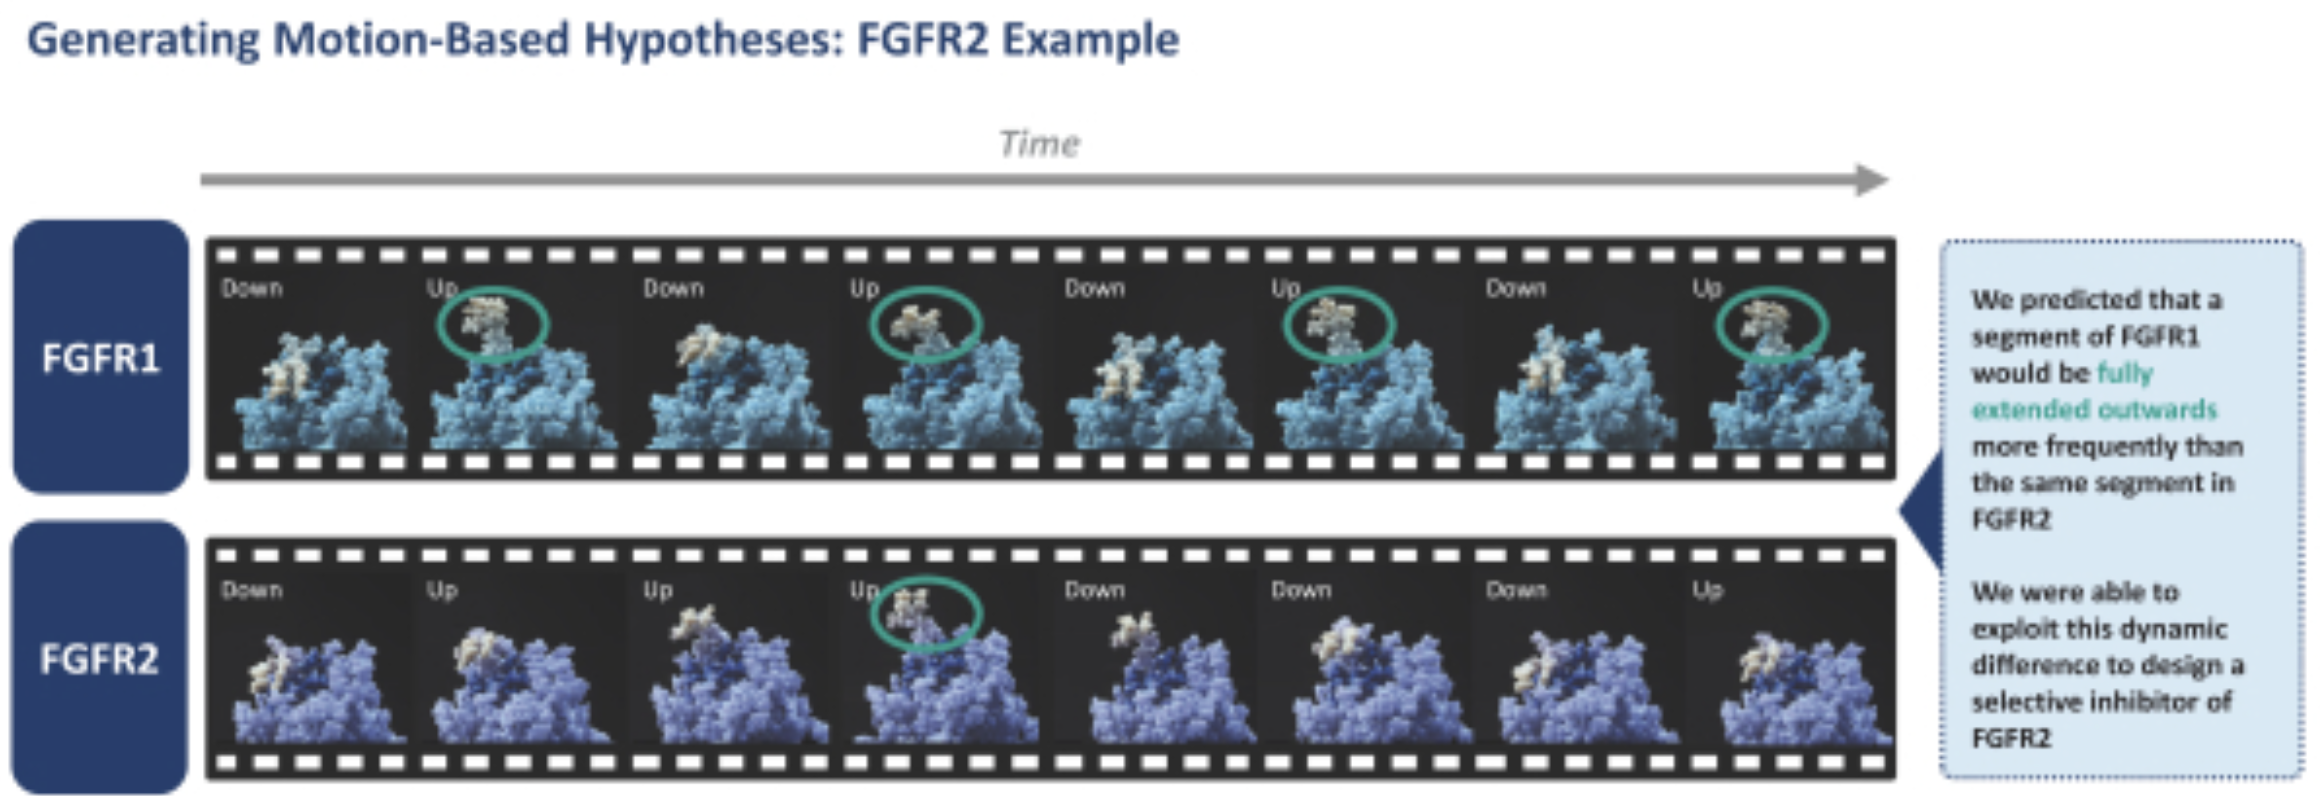 Generating Motion-Based Hypotheses: FGFR2 Example
Time
FGFR1
Down Up Down Up Down Up Down Up
We predicted that a
segment of FGFR1
would be fully
extended outwards
more frequently than
the same segment in
FGFR2
FGFR2
Down Up Up Up Down Down Down Up
We were able to
exploit this dynamic
difference to design a
selective inhibitor of
FGFR2